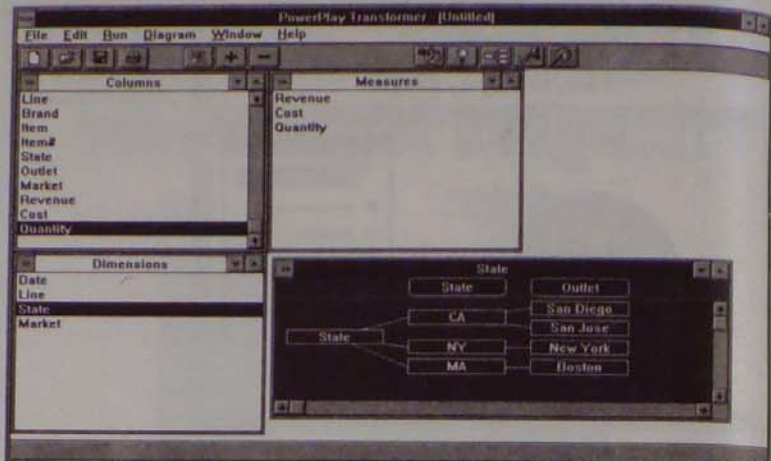 PowerPlay Transformer [Untitled]
File Edit Run Diagram Window Help
Columns
Line
Brand
Item
Item#
State
Outlet
Market
Revenue
Cost
Quantity
Measures
Revenue
Cost
Quantity
Dimensions
Date
Line
State
Market
State
State Outlet
State
CA
NY
MA
San Diego
San Jose
New York
Boston